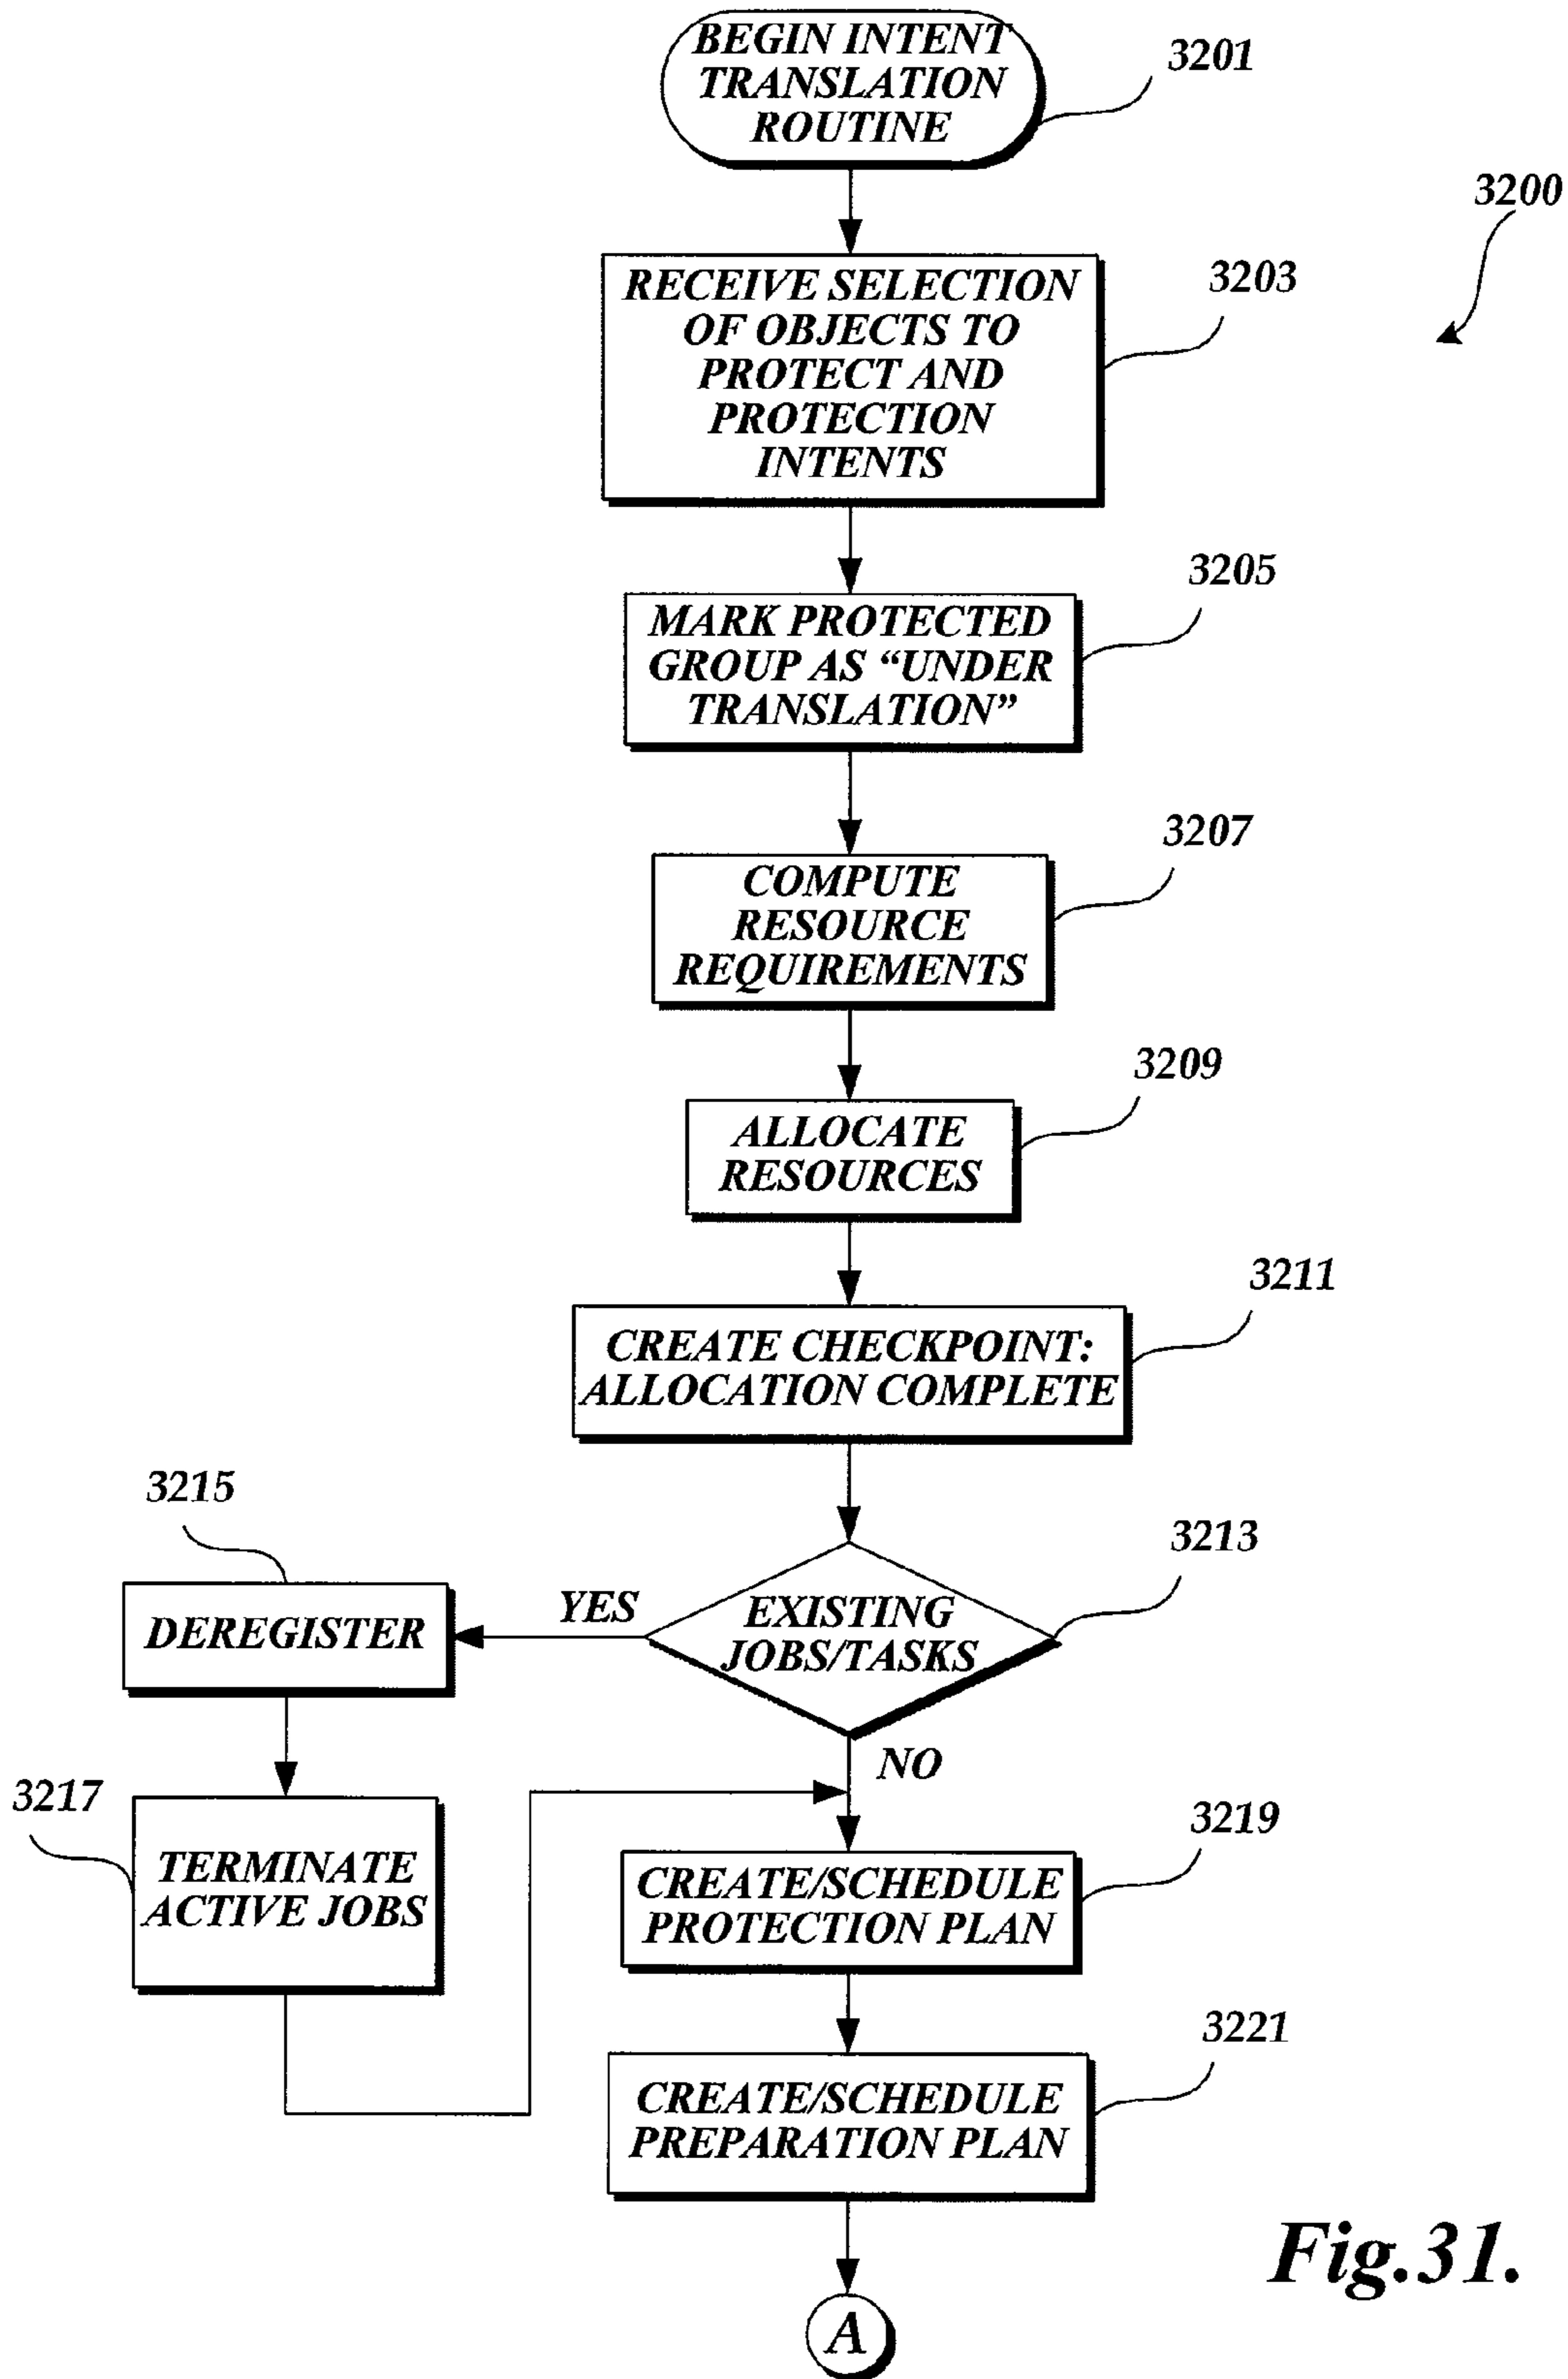 BEGIN INTENT
TRANSLATION
ROUTINE
3201
3200
RECEIVE SELECTION
OF OBJECTS TO
PROTECT AND
PROTECTION
INTENTS
3203
MARK PROTECTED
GROUP AS “UNDER
TRANSLATION”
3205
COMPUTE
RESOURCE
REQUIREMENTS
3207
ALLOCATE
RESOURCES
3209
CREATE CHECKPOINT:
ALLOCATION COMPLETE
3211
EXISTING
JOBS/TASKS
3213
YES
3215
DEREGISTER
NO
3217
TERMINATE
ACTIVE JOBS
CREATE/SCHEDULE
PROTECTION PLAN
3219
CREATE/SCHEDULE
PREPARATION PLAN
3221
A
Fig.31.